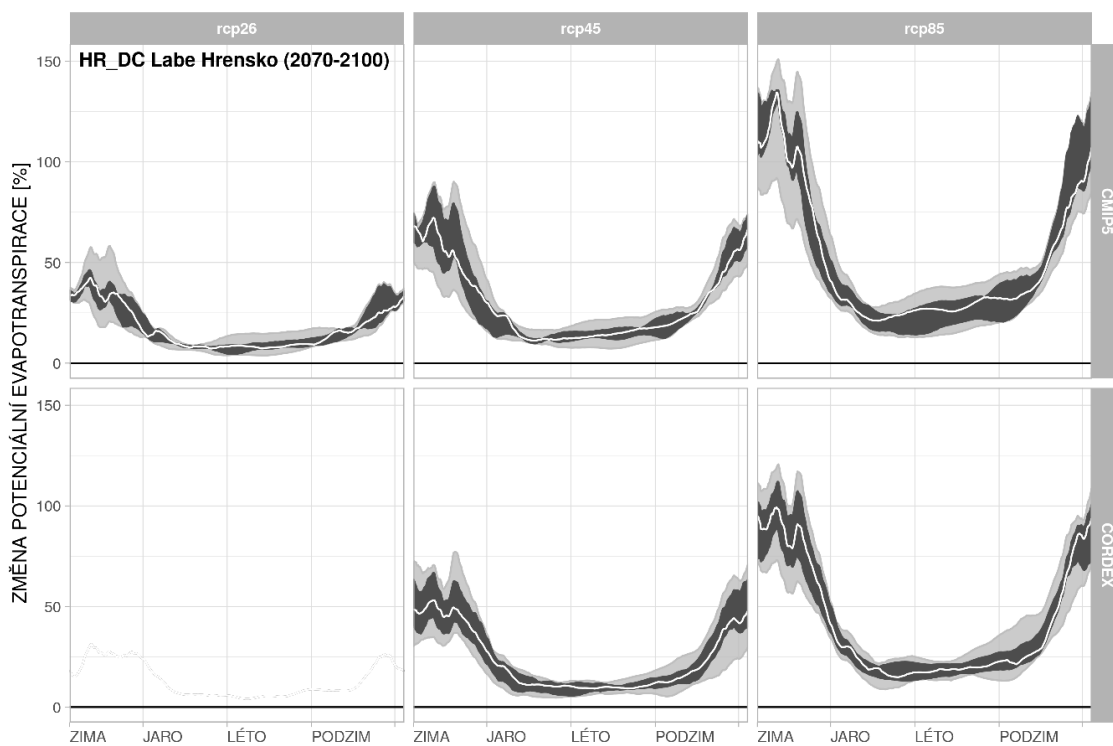 rcp26 rcp45 rcp85
HR_DC Labe Hrensko (2070-2100)
ZMĚNA POTENCIÁLNÍ EVAPOTRANSPIRACE [%]
150
100
50
0
CMIP5
150
100
50
0
CORDEX
ZIMA JARO LÉTO PODZIM ZIMA JARO LÉTO PODZIM ZIMA JARO LÉTO PODZIM